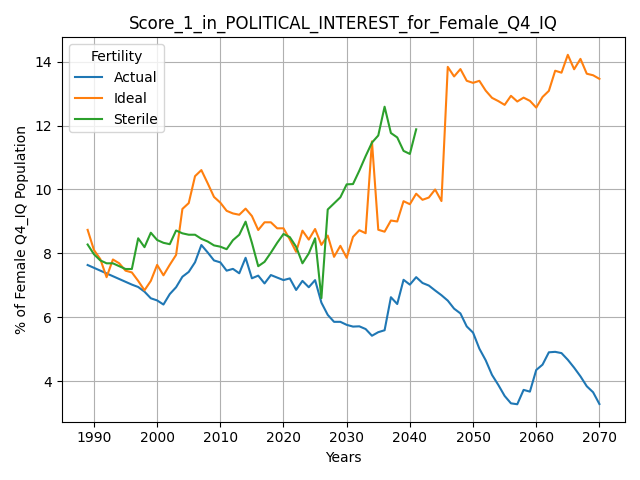 Score_1_in_POLITICAL_INTEREST_for_Female_Q4_IQ
Fertility
Actual
Ideal
Sterile
% of Female Q4_IQ Population
14
12
10
8
6
4
1990 2000 2010 2020 2030 2040 2050 2060 2070
Years